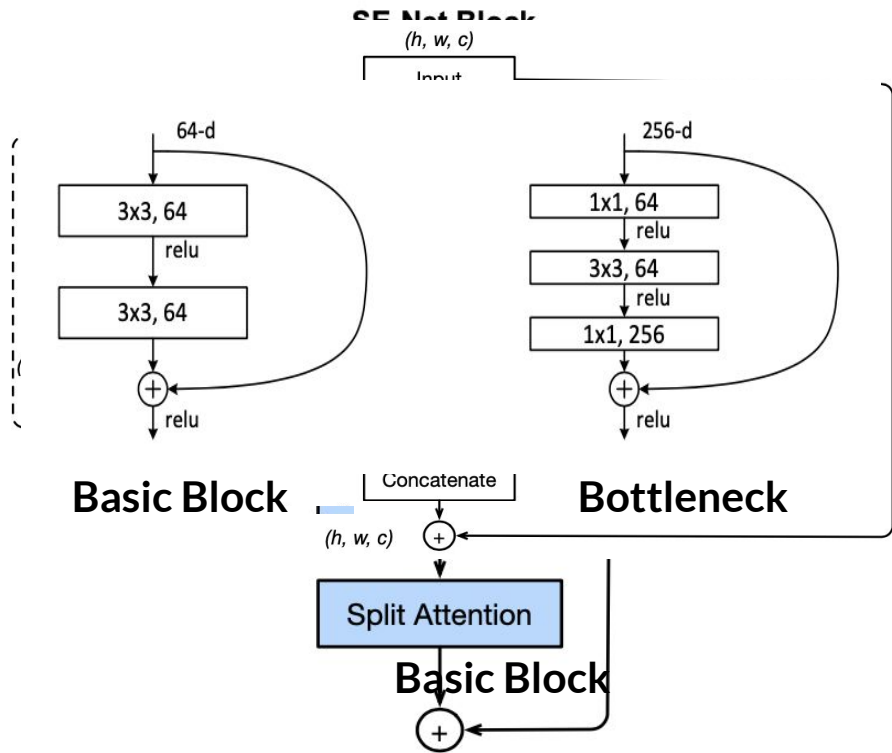 SE-Net Block
(h, w, c)
Input
64-d
3x3, 64
relu
3x3, 64
+
relu
Basic Block
256-d
1x1, 64
relu
3x3, 64
relu
1x1, 256
+
relu
Bottleneck
Concatenate
(h, w, c)
+
Split Attention
Basic Block
+